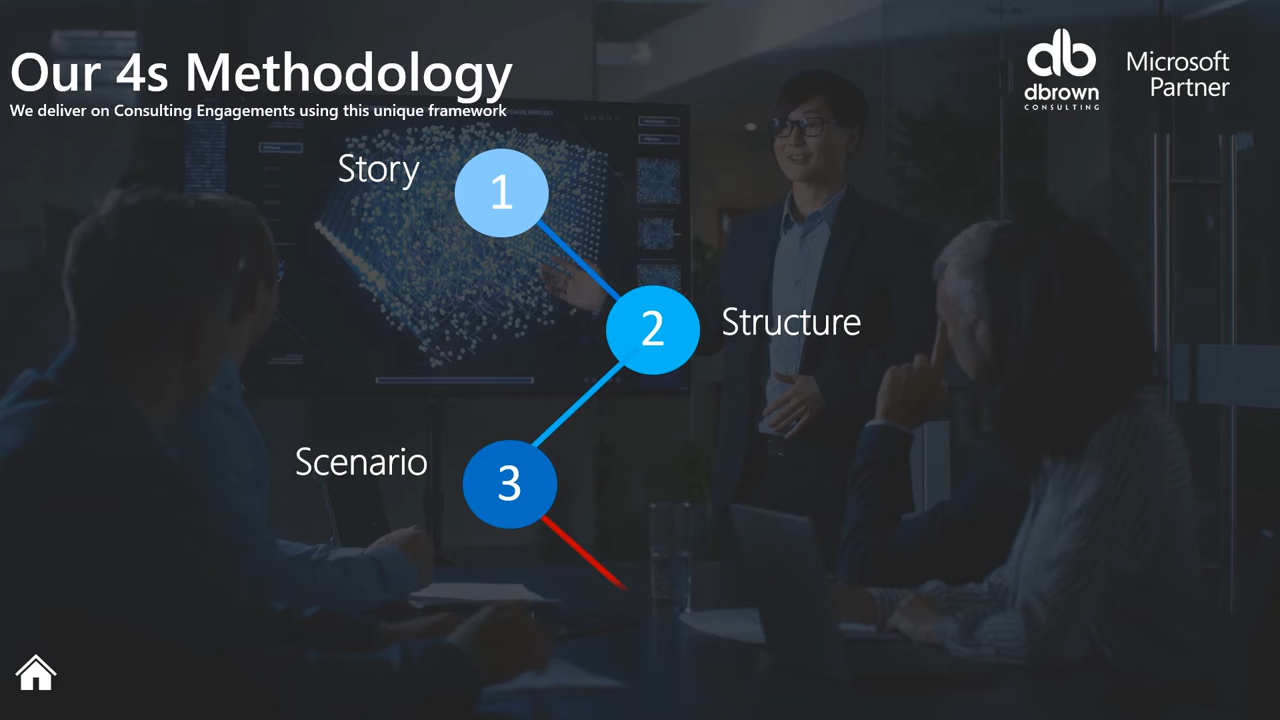 Our 4s Methodology
We deliver on Consulting Engagements using this unique framework
db
dbrown
CONSULTING
Microsoft
Partner
Story
1
2
Structure
Scenario
3